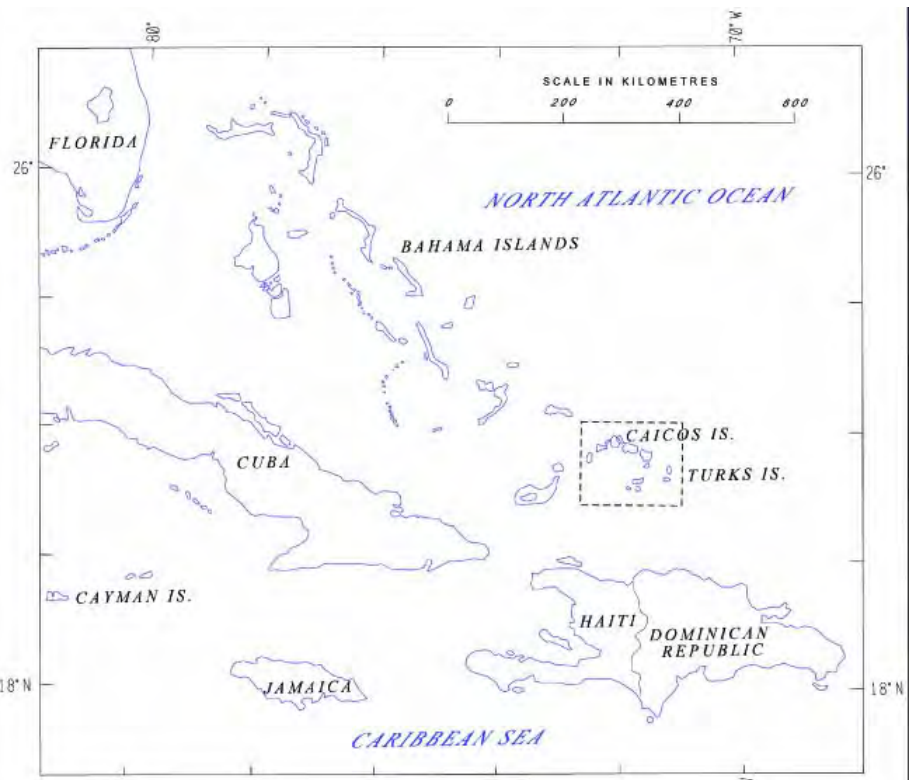 80°
70° W
SCALE IN KILOMETRES
0 200 400 600
FLORIDA
26°
26°
NORTH ATLANTIC OCEAN
BAHAMA ISLANDS
CAICOS IS.
CUBA
TURKS IS.
CAYMAN IS.
HAITI
DOMINICAN
REPUBLIC
18°
JAMAICA
18° N
CARIBBEAN SEA